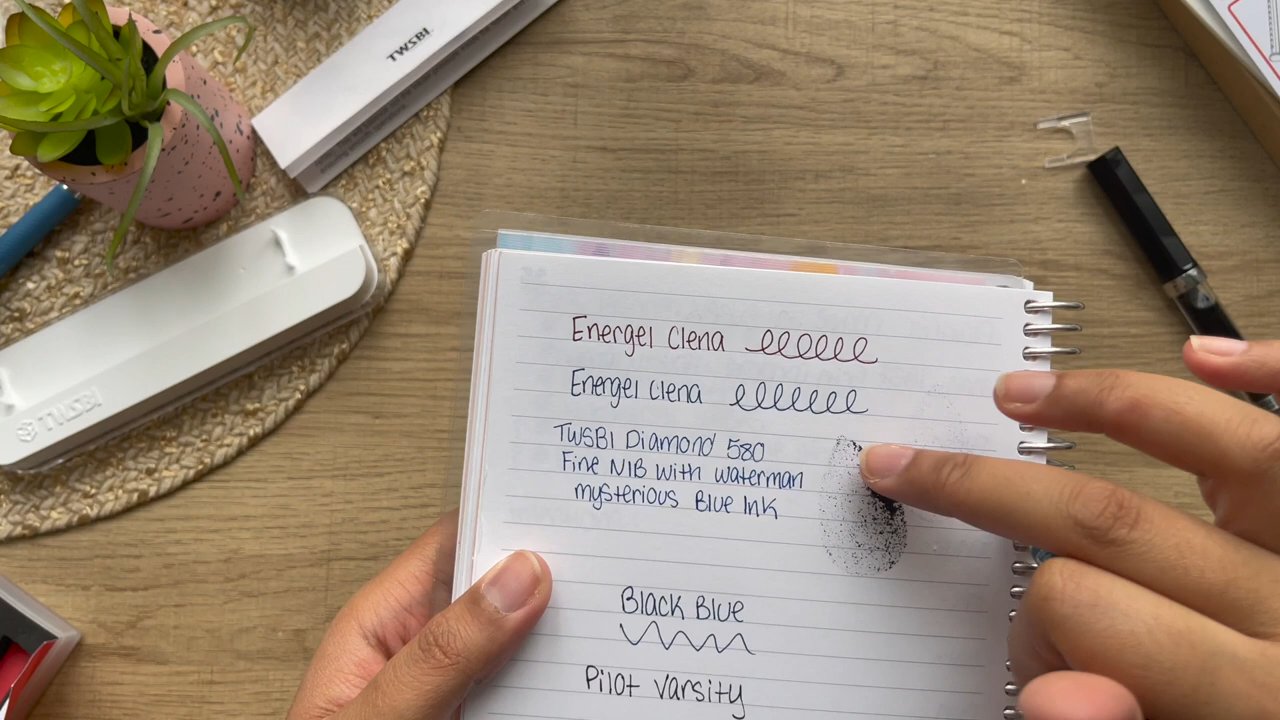 TWSBI
TWSBI
Energel Clena
Energel Clena
TWSBI Diamond 580
Fine NIB with waterman
mysterious Blue Ink
Black Blue
Pilot Varsity